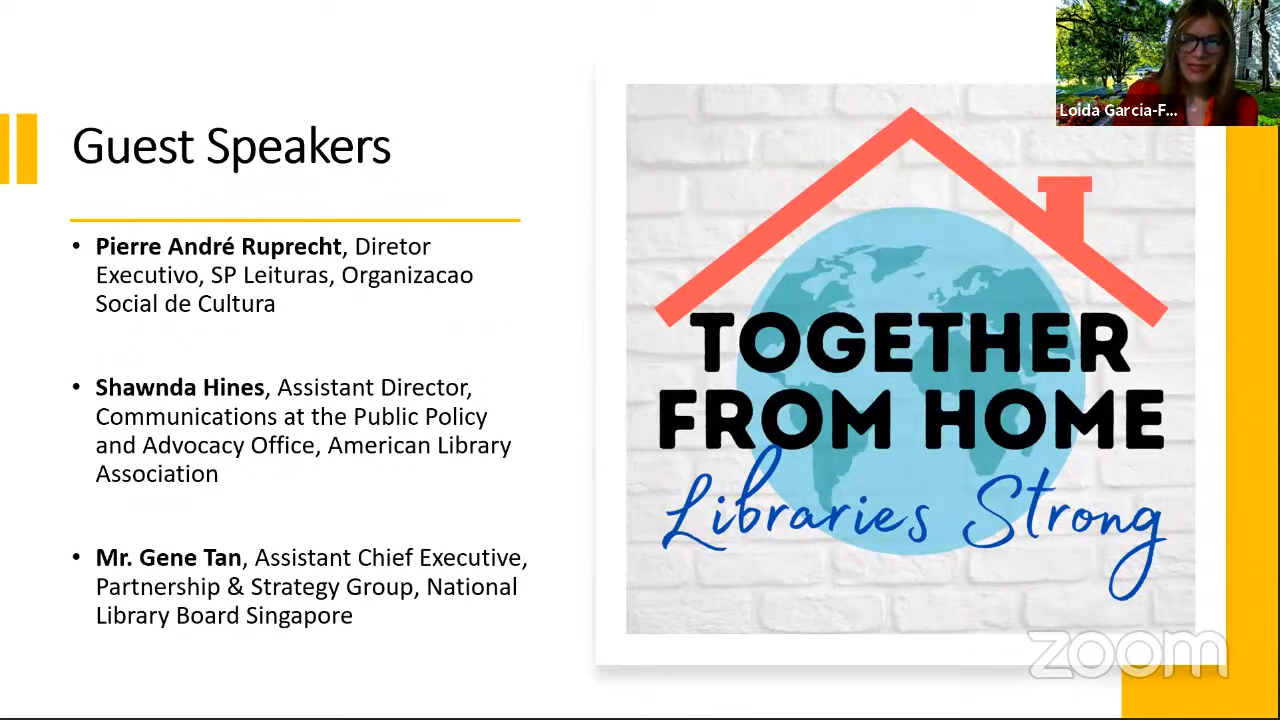 Loida Garcia-F...
Guest Speakers
• Pierre André Ruprecht, Diretor
Executivo, SP Leituras, Organizacao
Social de Cultura
• Shawnda Hines, Assistant Director,
Communications at the Public Policy
and Advocacy Office, American Library
Association
• Mr. Gene Tan, Assistant Chief Executive,
Partnership & Strategy Group, National
Library Board Singapore
TOGETHER
FROM HOME
Libraries Strong
zoom